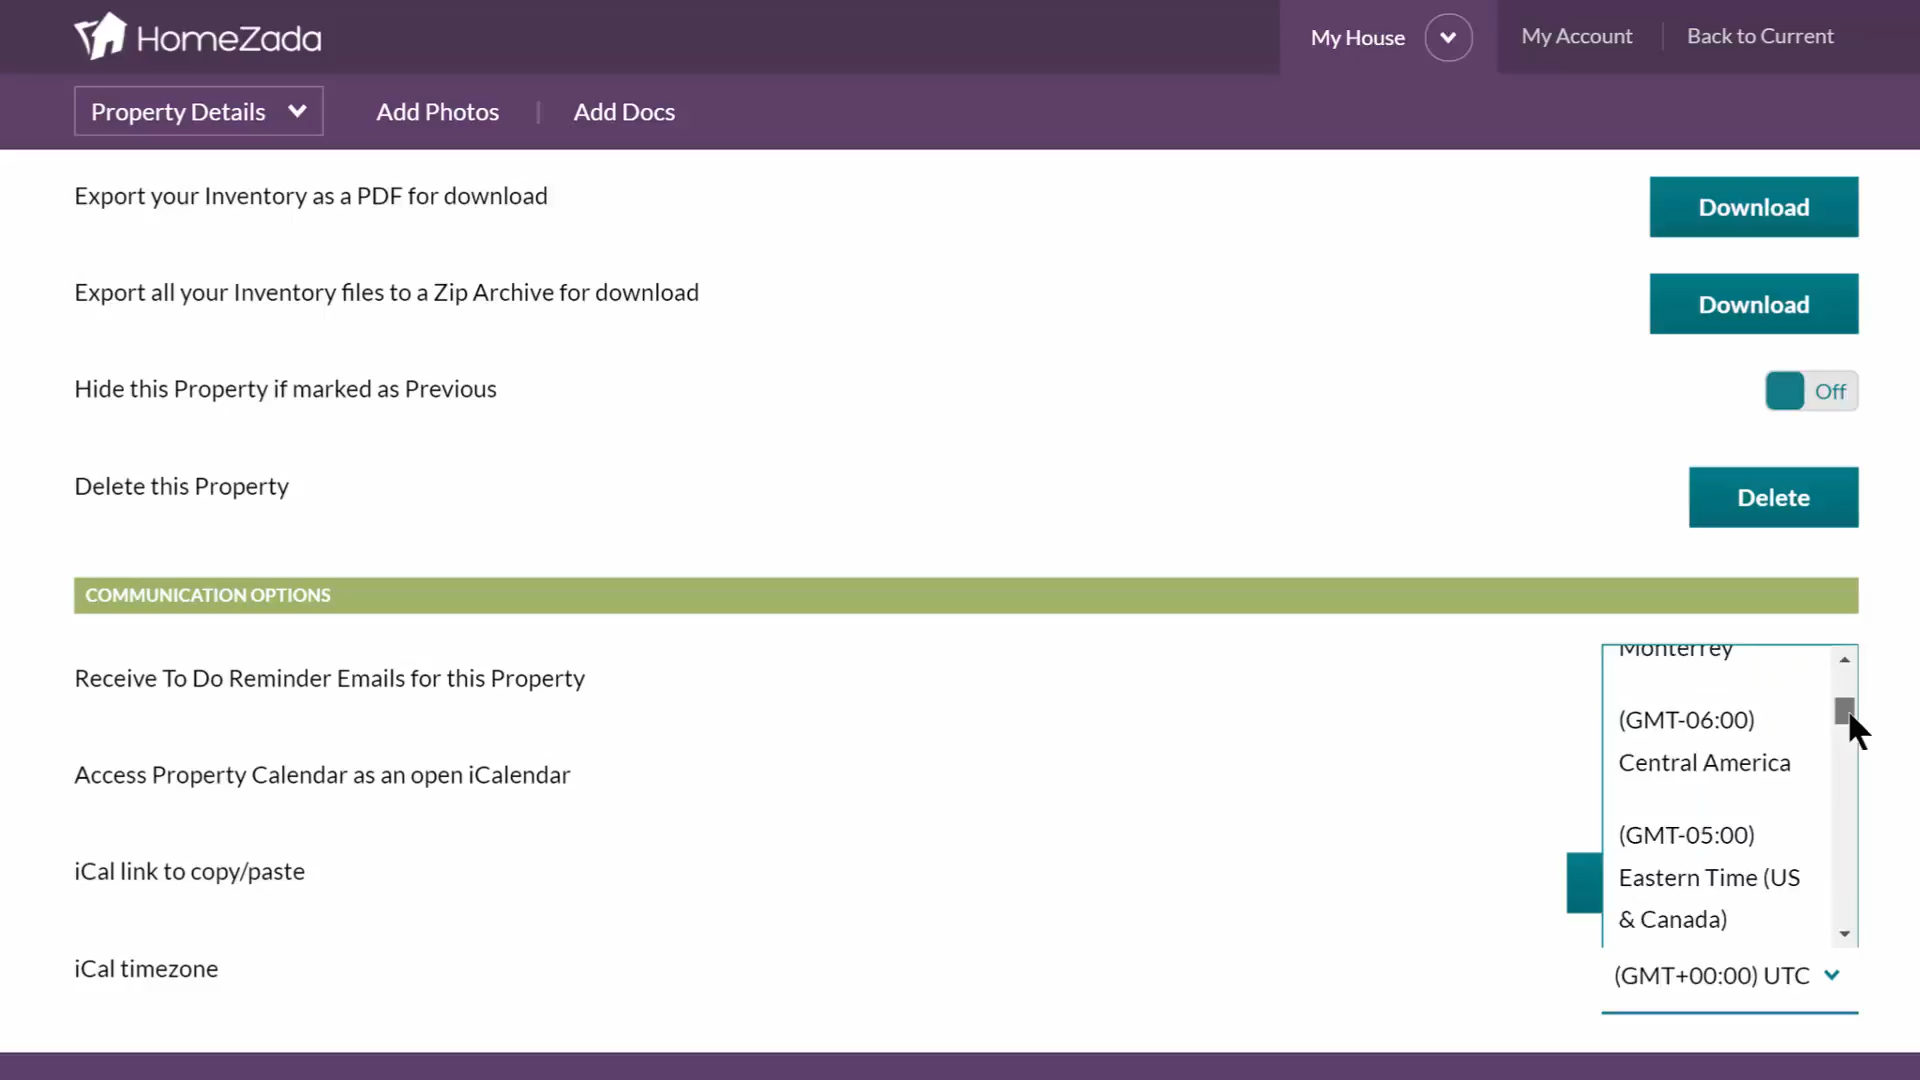 HomeZada
My House
My Account
Back to Current
Property Details
Add Photos
Add Docs
Export your Inventory as a PDF for download
Download
Export all your Inventory files to a Zip Archive for download
Download
Hide this Property if marked as Previous
Off
Delete this Property
Delete
COMMUNICATION OPTIONS
Receive To Do Reminder Emails for this Property
Access Property Calendar as an open iCalendar
iCal link to copy/paste
iCal timezone
Monterrey
(GMT-06:00)
Central America
(GMT-05:00)
Eastern Time (US
& Canada)
(GMT+00:00) UTC